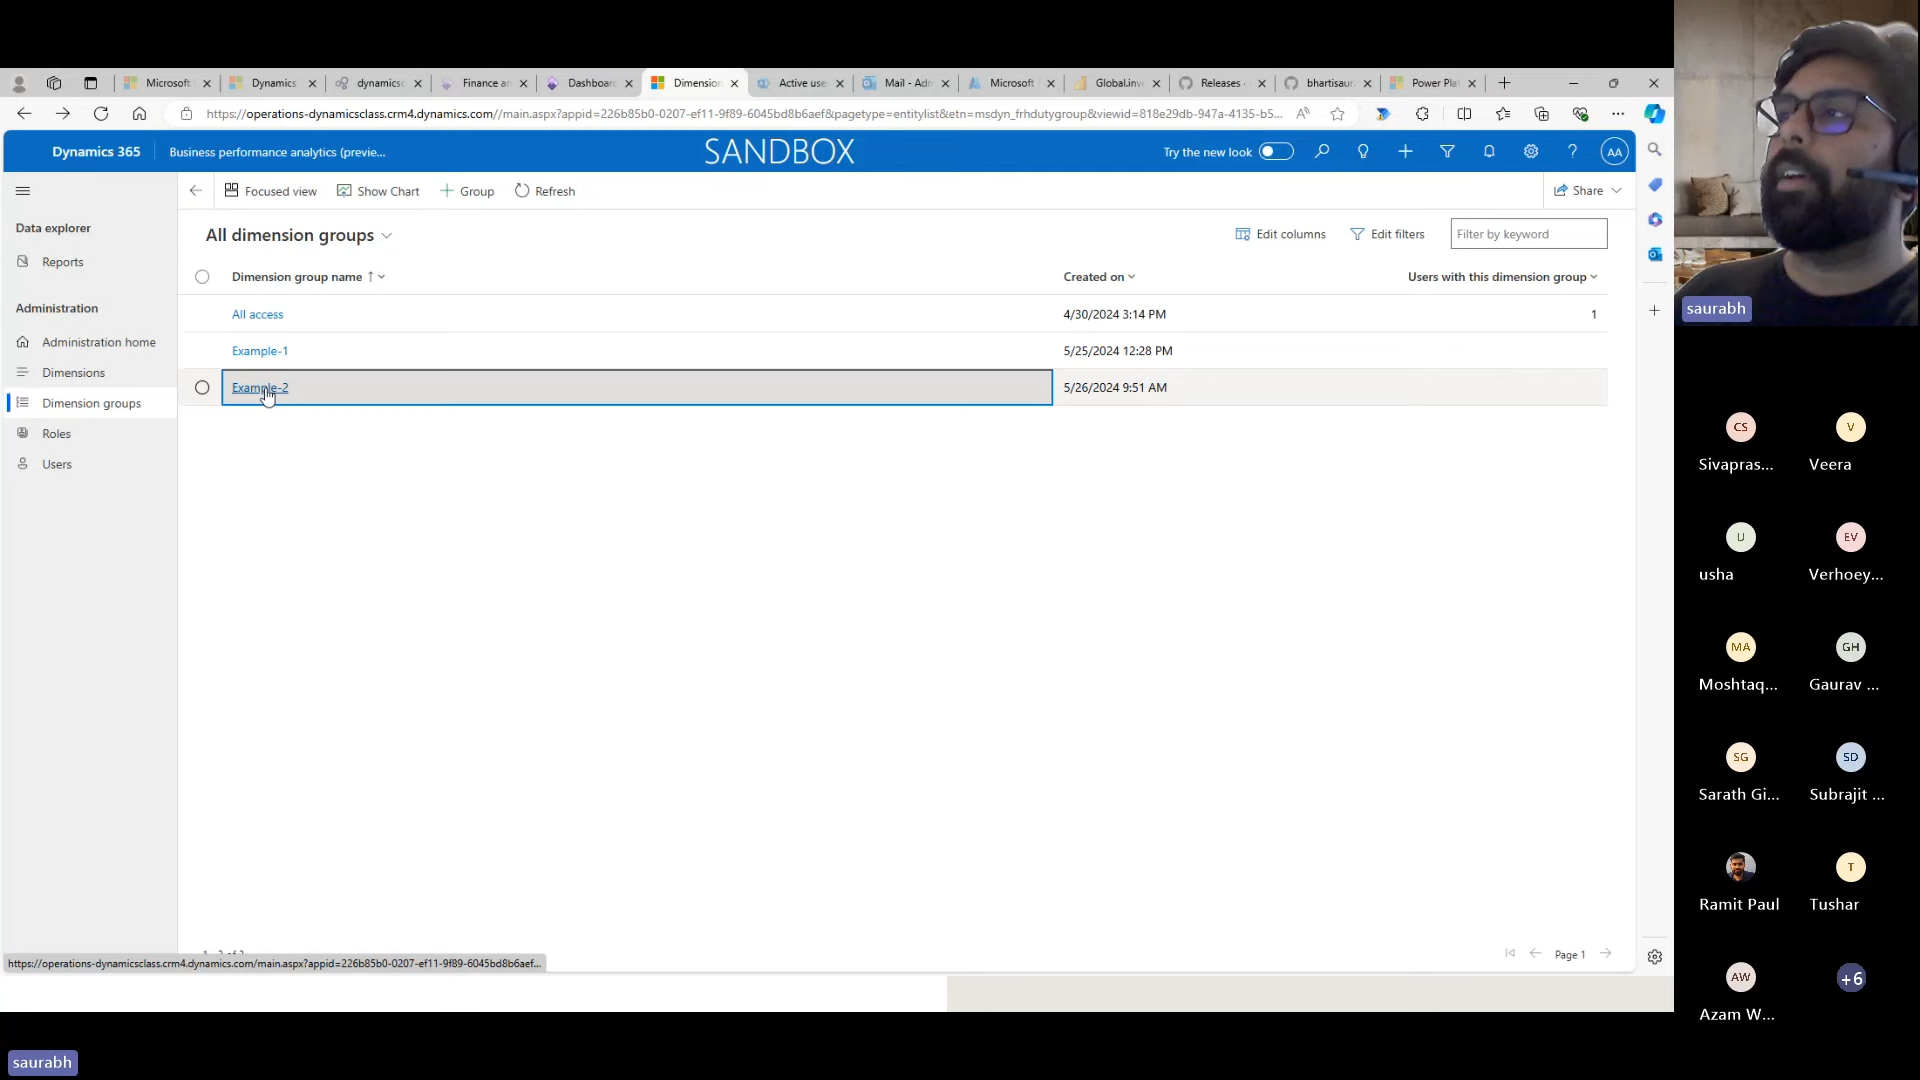 Microsoft
Dynamics
dynamicsc
Finance an
Dashboard
Dimension
Active use
Mail - Adm
Microsoft
Global.inv
Releases ·
bhartisaur
Power Pla
https://operations-dynamicsclass.crm4.dynamics.com//main.aspx?appid=226b85b0-0207-ef11-9f89-6045bd8b6aef&pagetype=entitylist&etn=msdyn_frhdutygroup&viewid=818e29db-947a-4135-b5...
Dynamics 365
Business performance analytics (previe...
SANDBOX
Try the new look
AA
Focused view
Show Chart
Group
Refresh
Share
Data explorer
Reports
Administration
Administration home
Dimensions
Dimension groups
Roles
Users
All dimension groups
Edit columns
Edit filters
Filter by keyword
Dimension group name
Created on
Users with this dimension group
All access
4/30/2024 3:14 PM
1
Example-1
5/25/2024 12:28 PM
Example-2
5/26/2024 9:51 AM
Page 1
https://operations-dynamicsclass.crm4.dynamics.com/main.aspx?appid=226b85b0-0207-ef11-9f89-6045bd8b6aef...
saurabh
CS
Sivapras...
V
Veera
U
usha
EV
Verhoey...
MA
Moshtaq...
GH
Gaurav ...
SG
Sarath Gi...
SD
Subrajit ...
Ramit Paul
T
Tushar
AW
Azam W...
+6
saurabh